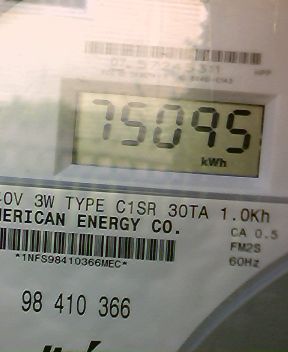 75095
kWh
0V 3W TYPE C1SR 30TA 1.0Kh
MERICAN ENERGY CO.
CA 0.5
FM2S
*1NFS98410366MEC*
60Hz
98 410 366